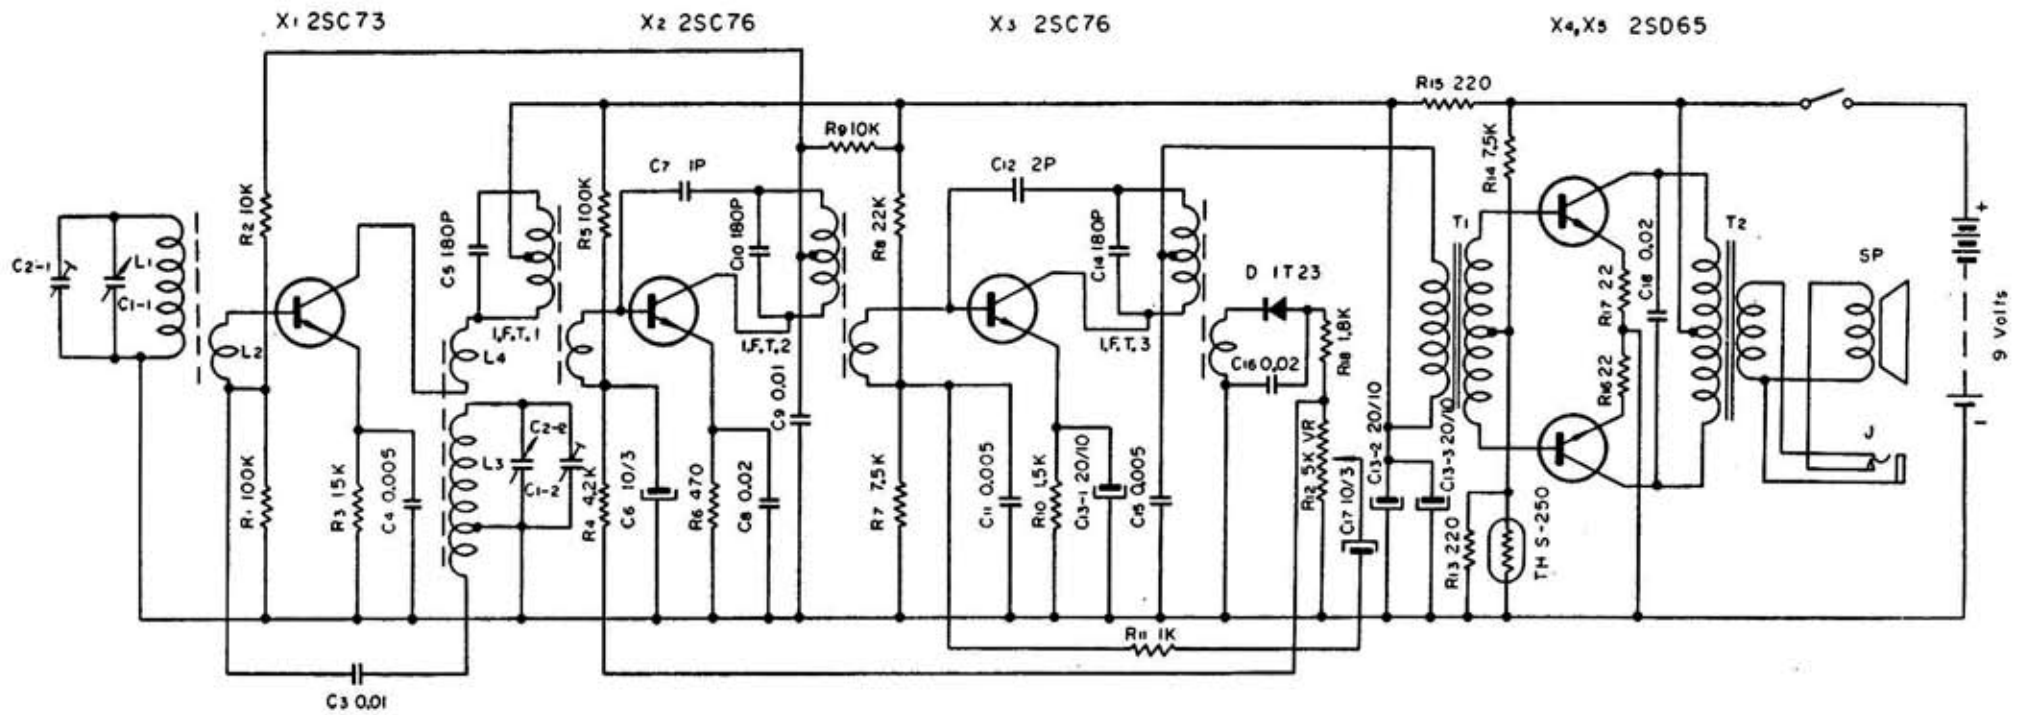 X1 2SC73
X2 2SC76
X3 2SC76
X4,X5 2SD65
R15 220
R9 10K
C7 1P
C12 2P
R14 7.5K
R2 10K
C5 180P
R5 100K
C10 180P
R8 22K
C14 180P
T1
T2
C18 0.02
R17 22
SP
+
C2-1
L1
C1-1
D 1T23
9 Volts
L2
I.F.T.1
L4
I.F.T.2
I.F.T.3
R18 1.8K
C16 0.02
R16 22
C9 0.01
-
C2-2
L3
C1-2
J
R1 100K
R3 15K
C4 0.005
R4 4.2K
C6 10/3
R6 470
C8 0.02
R7 7.5K
C11 0.005
R10 1.5K
C13-1 20/10
C15 0.005
R12 5K VR
C17 10/3
C13-2 20/10
C13-3 20/10
R13 220
TH S-250
R11 1K
C3 0.01